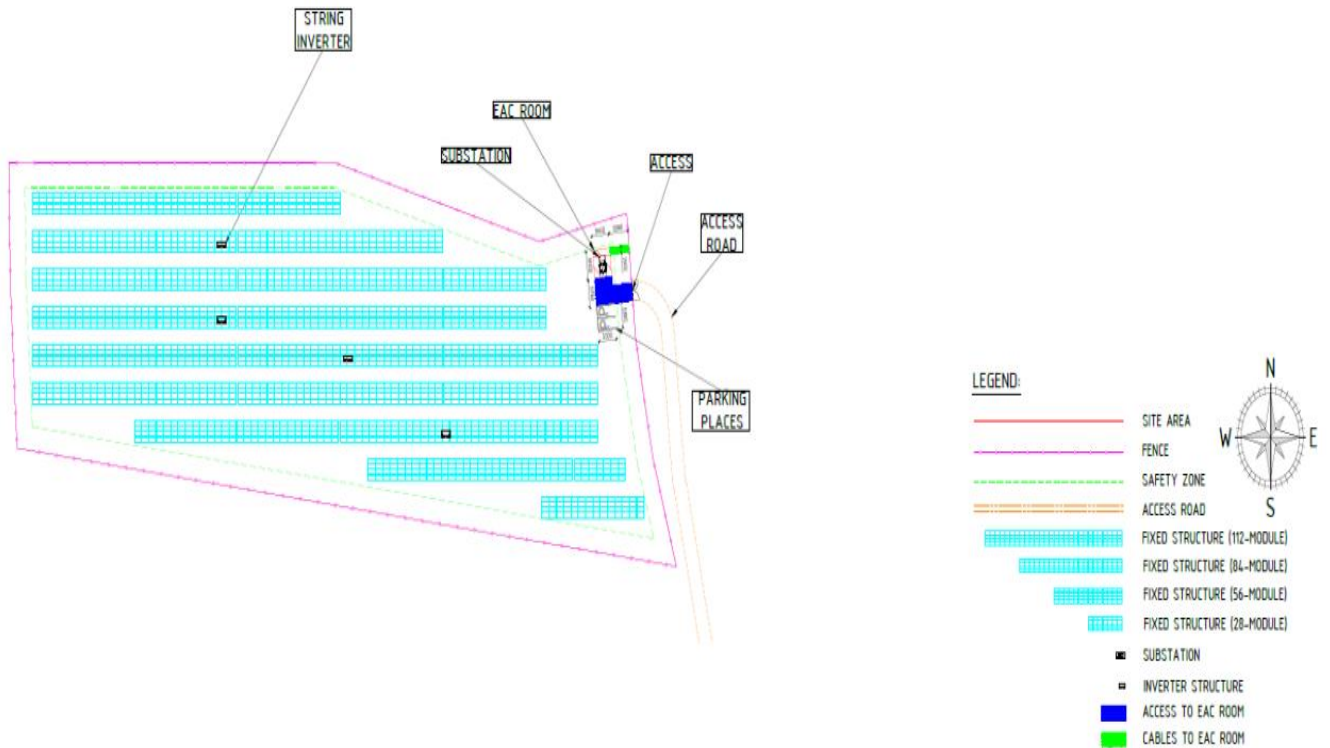 STRING
INVERTER
EAC ROOM
SUBSTATION
ACCESS
ACCESS
ROAD
PARKING
PLACES
LEGEND:
SITE AREA
FENCE
SAFETY ZONE
ACCESS ROAD
FIXED STRUCTURE (112-MODULE)
FIXED STRUCTURE (84-MODULE)
FIXED STRUCTURE (56-MODULE)
FIXED STRUCTURE (28-MODULE)
SUBSTATION
INVERTER STRUCTURE
ACCESS TO EAC ROOM
CABLES TO EAC ROOM
N
W
E
S